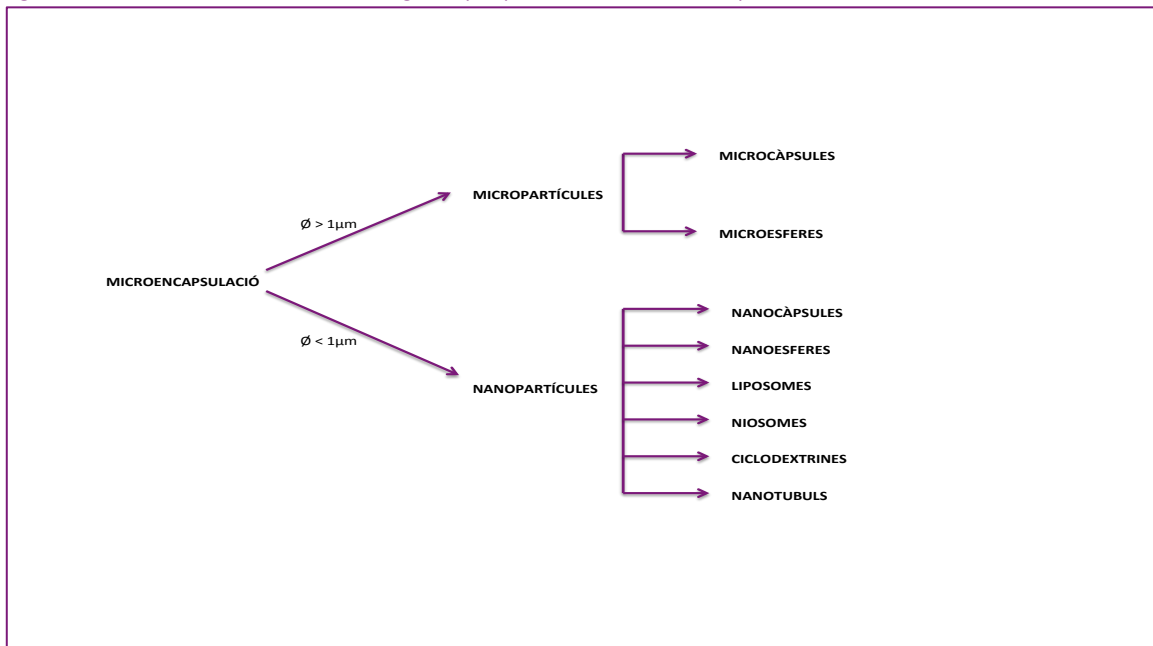 MICROENCAPSULACIÓ
Ø > 1µm
Ø < 1µm
MICROPARTÍCULES
MICROCÀPSULES
MICROESFERES
NANOPARTÍCULES
NANOCÀPSULES
NANOESFERES
LIPOSOMES
NIOSOMES
CICLODEXTRINES
NANOTUBULS